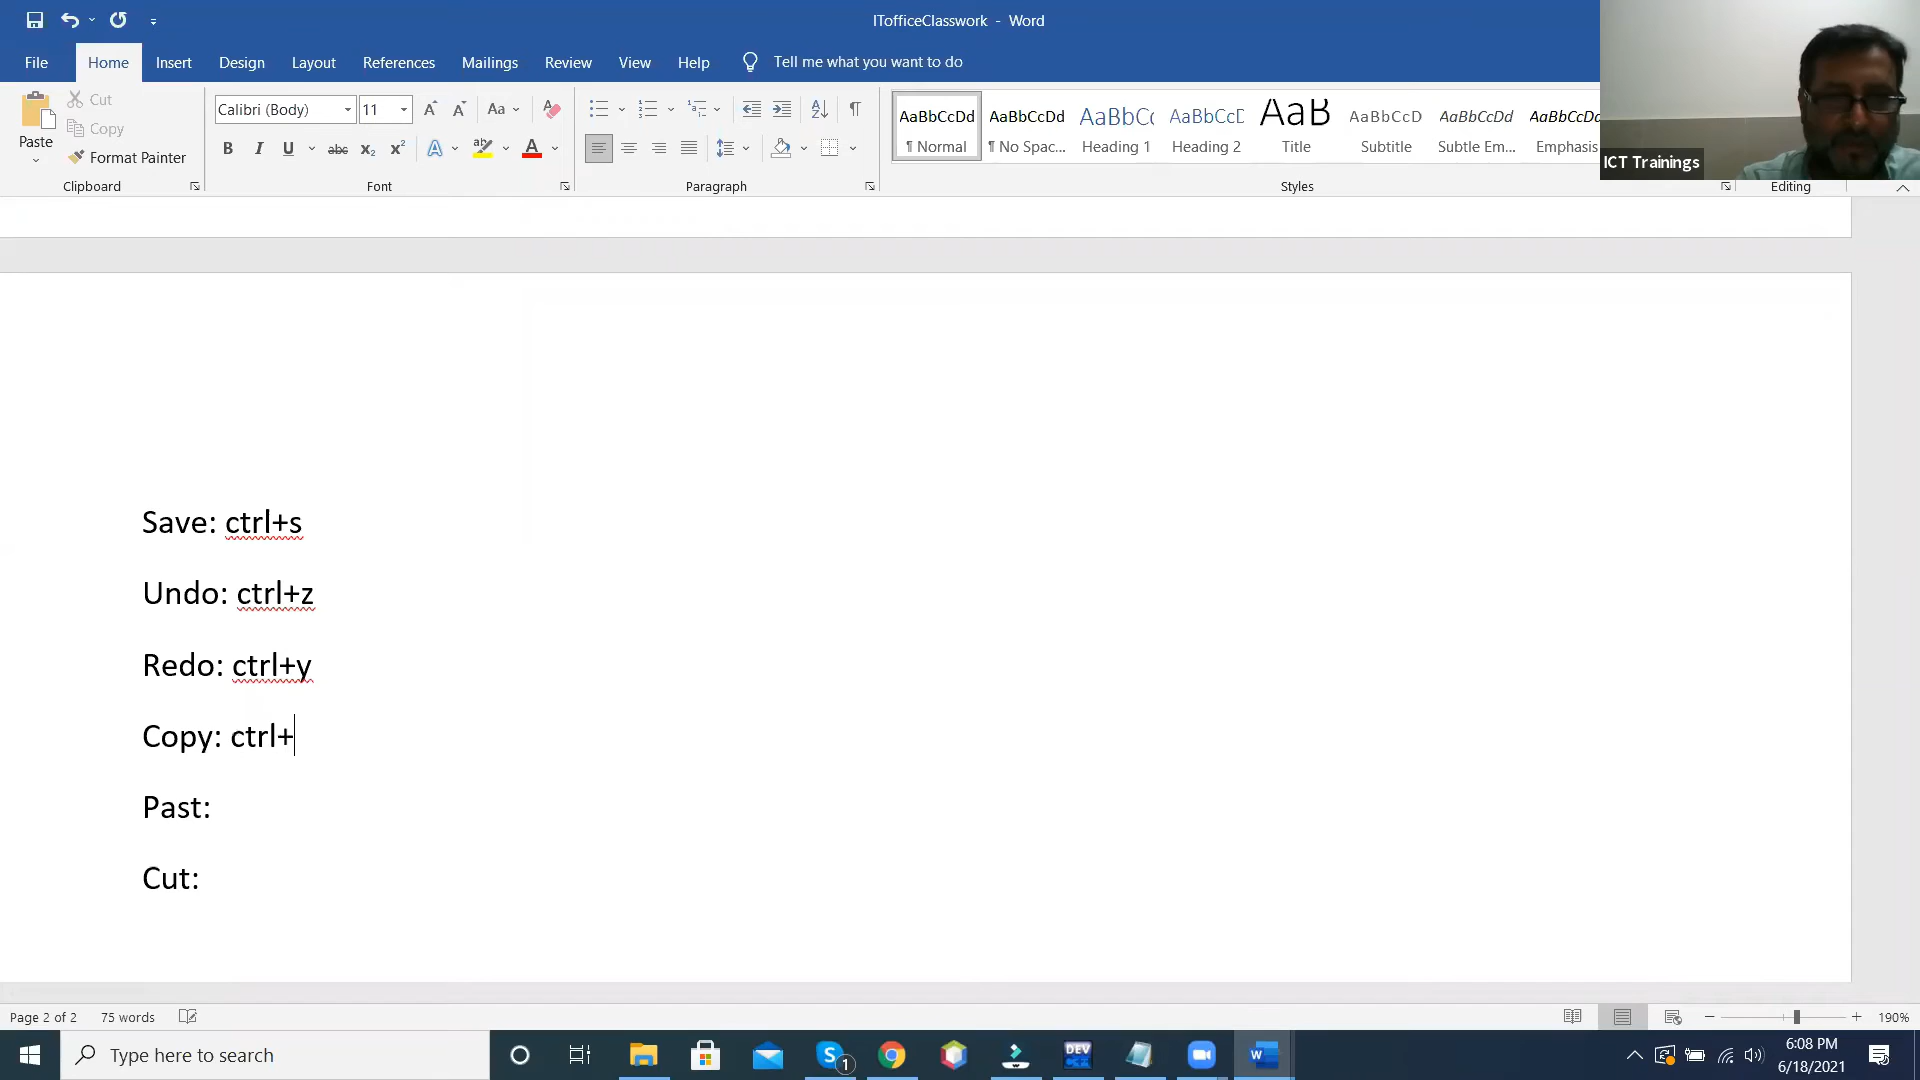 ITofficeClasswork - Word
File Home Insert Design Layout References Mailings Review View Help Tell me what you want to do
Paste Cut Copy Format Painter
Calibri (Body) 11
AaBbCcDd AaBbCcDd AaBbCc AaBbCcD AaB AaBbCcD AaBbCcDd AaBbCcDd
¶ Normal ¶ No Spac... Heading 1 Heading 2 Title Subtitle Subtle Em... Emphasis
Clipboard Font Paragraph Styles Editing
ICT Trainings
Save: ctrl+s
Undo: ctrl+z
Redo: ctrl+y
Copy: ctrl+
Past:
Cut:
Page 2 of 2 75 words 190%
Type here to search
6:08 PM
6/18/2021